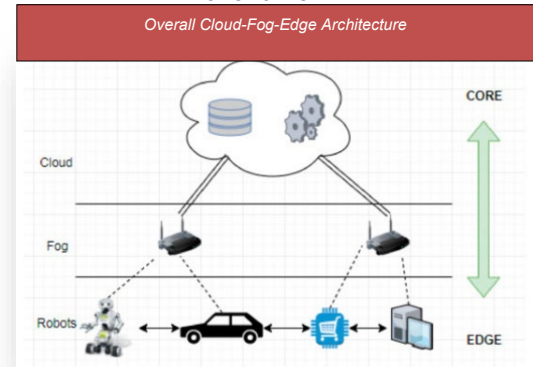 Overall Cloud-Fog-Edge Architecture
CORE
Cloud
Fog
Robots
EDGE